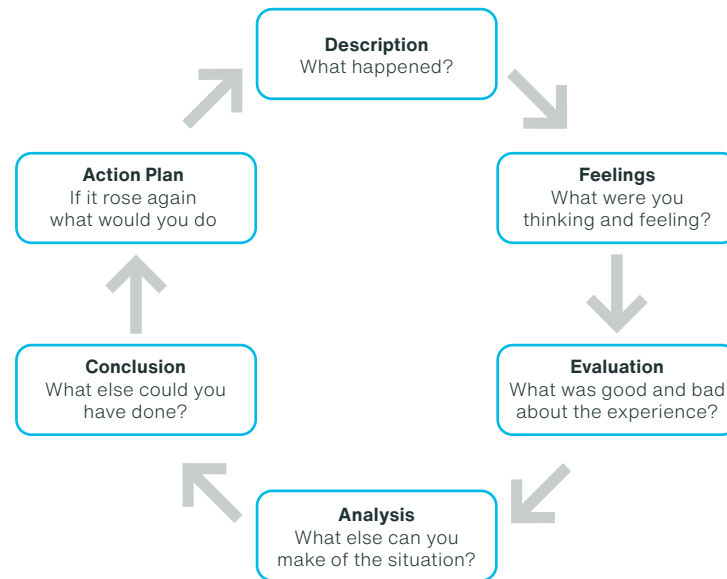 Description
What happened?
Feelings
What were you
thinking and feeling?
Evaluation
What was good and bad
about the experience?
Analysis
What else can you
make of the situation?
Conclusion
What else could you
have done?
Action Plan
If it rose again
what would you do